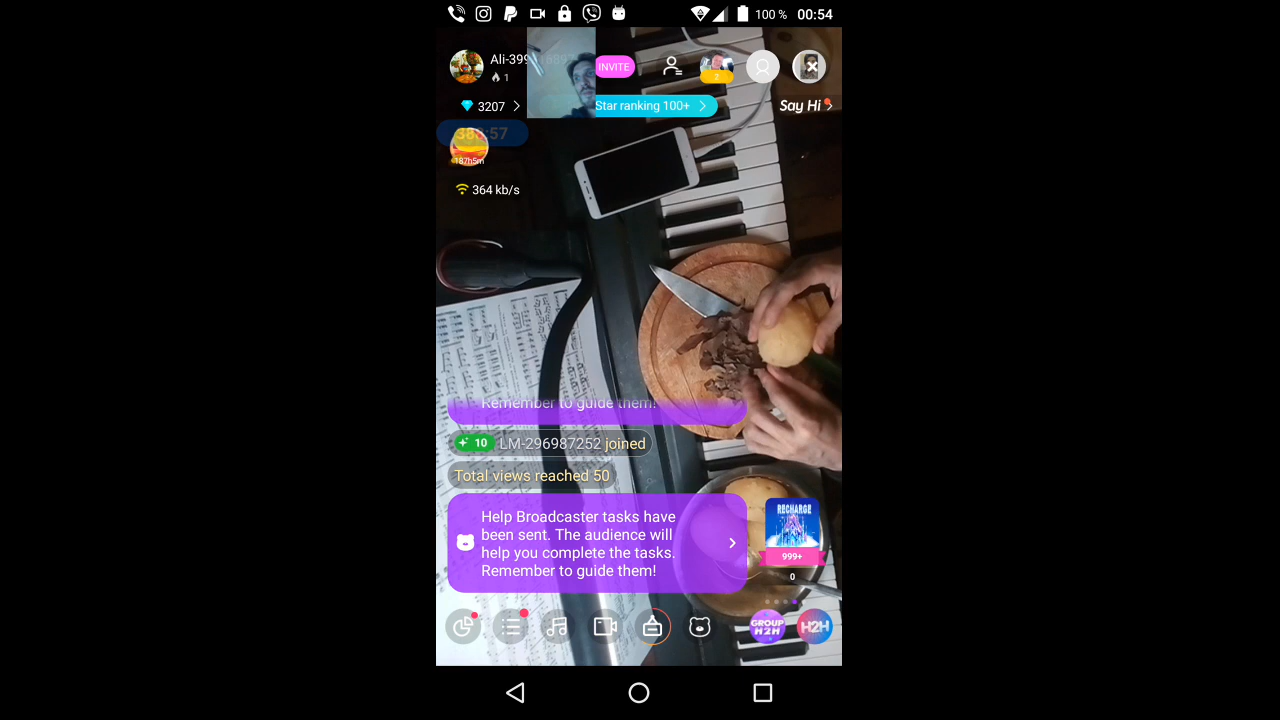 100 %
00:54
Ali-399
1
INVITE
2
3207
Star ranking 100+
Say Hi
187h5m
364 kb/s
Remember to guide them!
10 LM-296987252 joined
Total views reached 50
Help Broadcaster tasks have
been sent. The audience will
help you complete the tasks.
Remember to guide them!
RECHARGE
999+
0
GROUP
H2H
H2H